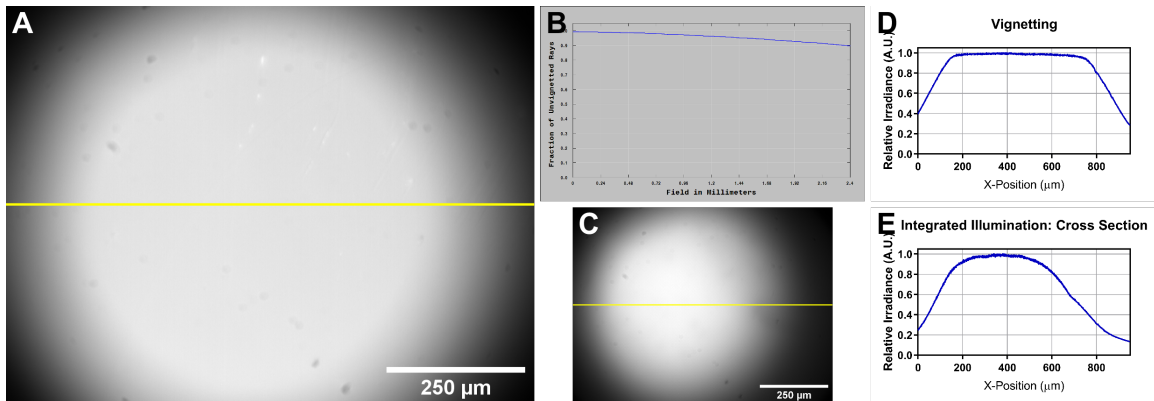 A
250 µm
B
Fraction of Unvignetted Rays
Field in Millimeters
C
250 µm
D
Vignetting
Relative Irradiance (A.U.)
1.0
0.8
0.6
0.4
0.2
0.0
0 200 400 600 800
X-Position (µm)
E
Integrated Illumination: Cross Section
Relative Irradiance (A.U.)
1.0
0.8
0.6
0.4
0.2
0.0
0 200 400 600 800
X-Position (µm)